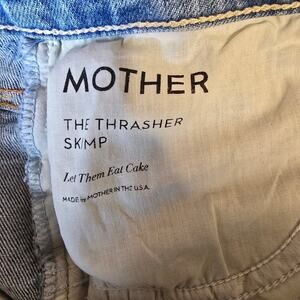 MOTHER
THE THRASHER
SKIMP
Let Them Eat Cake
MADE by MOTHER IN THE U.S.A.